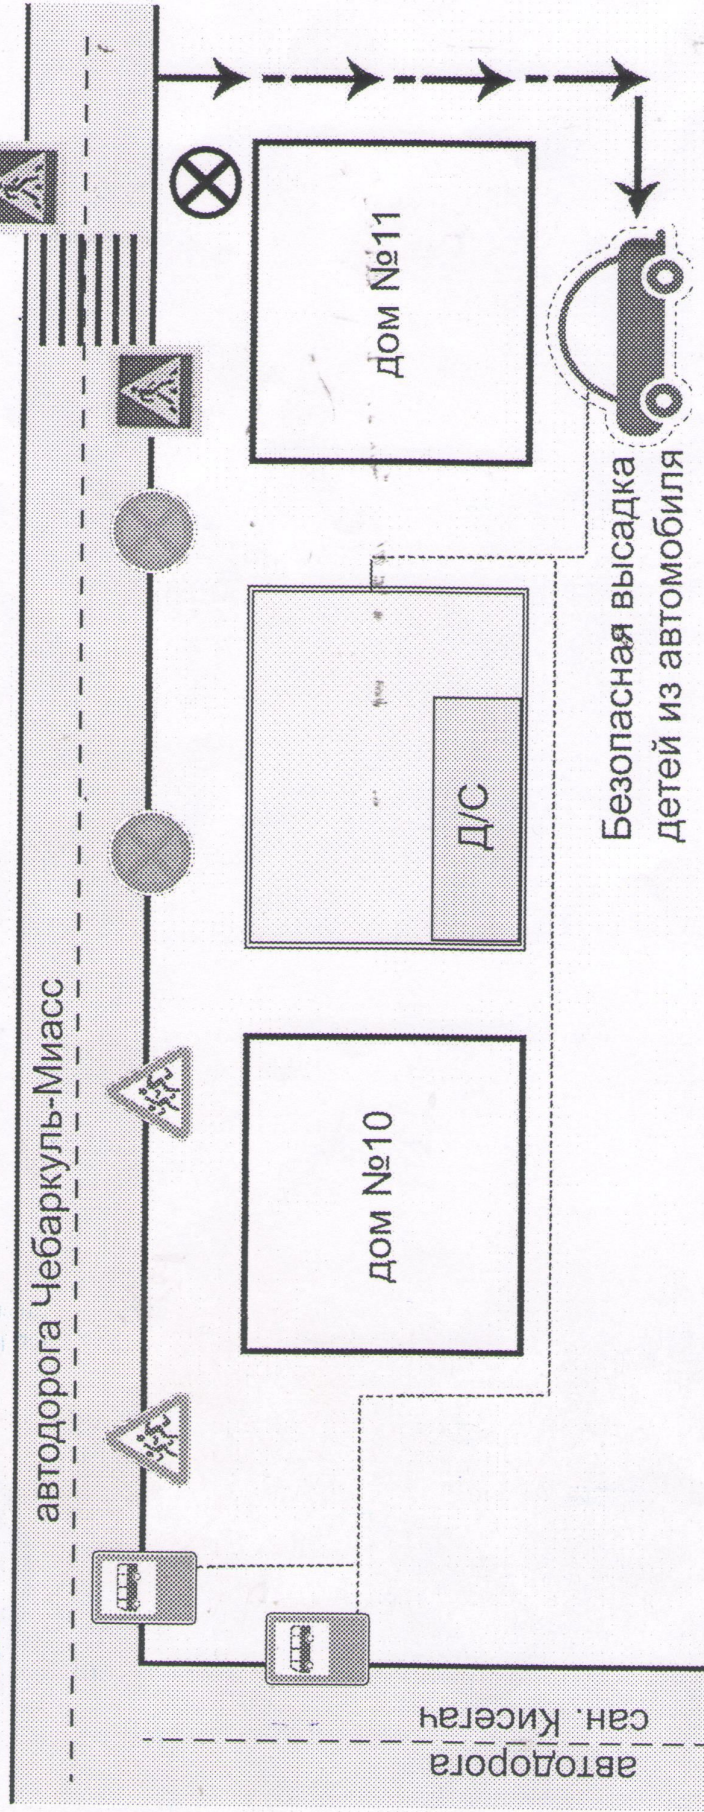 автодорога Чебаркуль-Миасс
дом №10
Д/С
дом №11
Безопасная высадка
детей из автомобиля
автодорога
сан. Кисегач